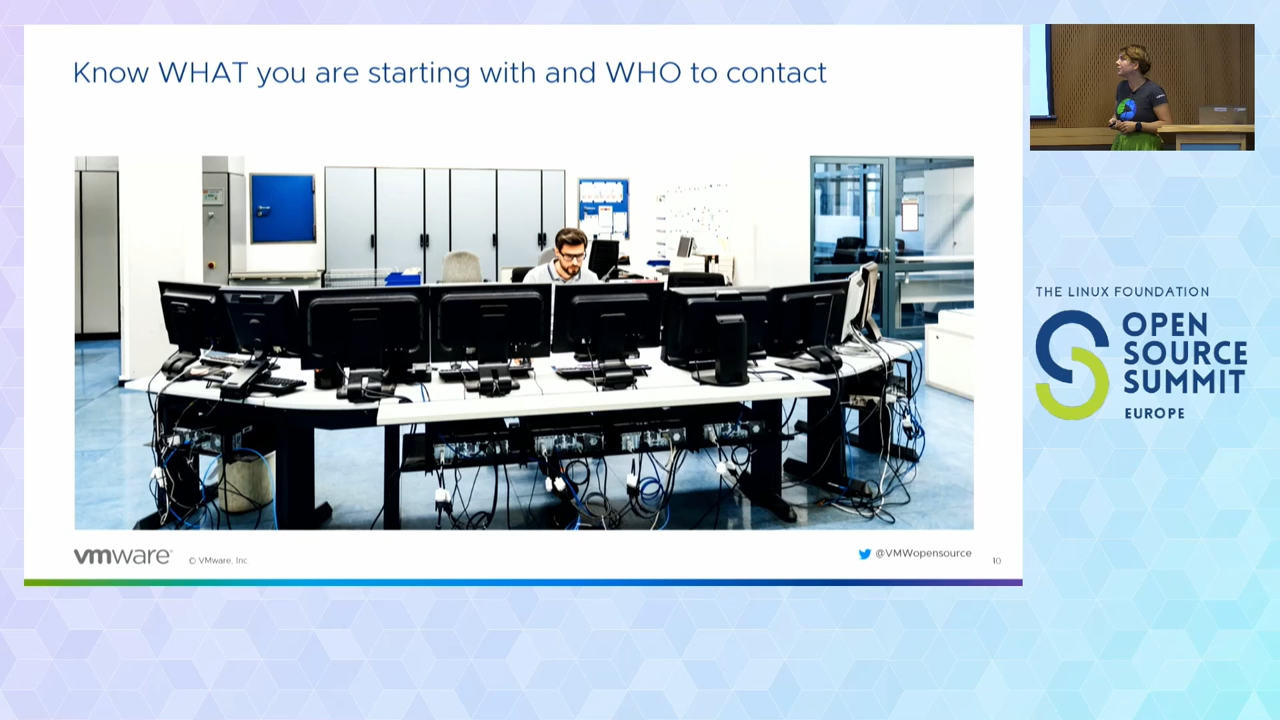 Know WHAT you are starting with and WHO to contact
vmware
© VMware, Inc.
@VMWopensource
10
THE LINUX FOUNDATION
OPEN
SOURCE
SUMMIT
EUROPE